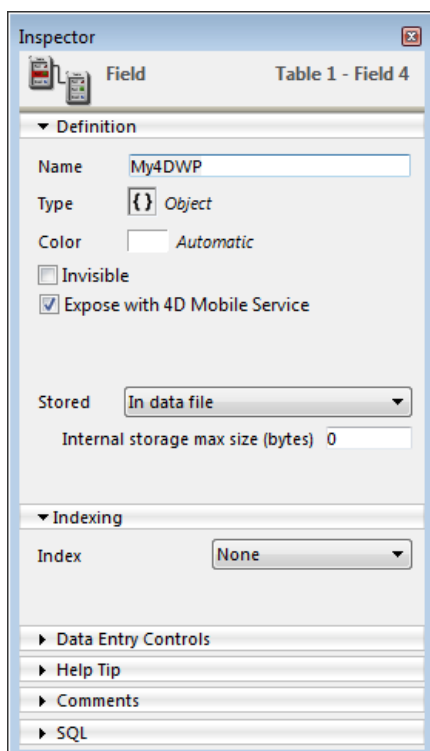 Inspector
Field Table 1 - Field 4
Definition
Name My4DWP
Type {} Object
Color Automatic
Invisible
Expose with 4D Mobile Service
Stored In data file
Internal storage max size (bytes) 0
Indexing
Index None
Data Entry Controls
Help Tip
Comments
SQL